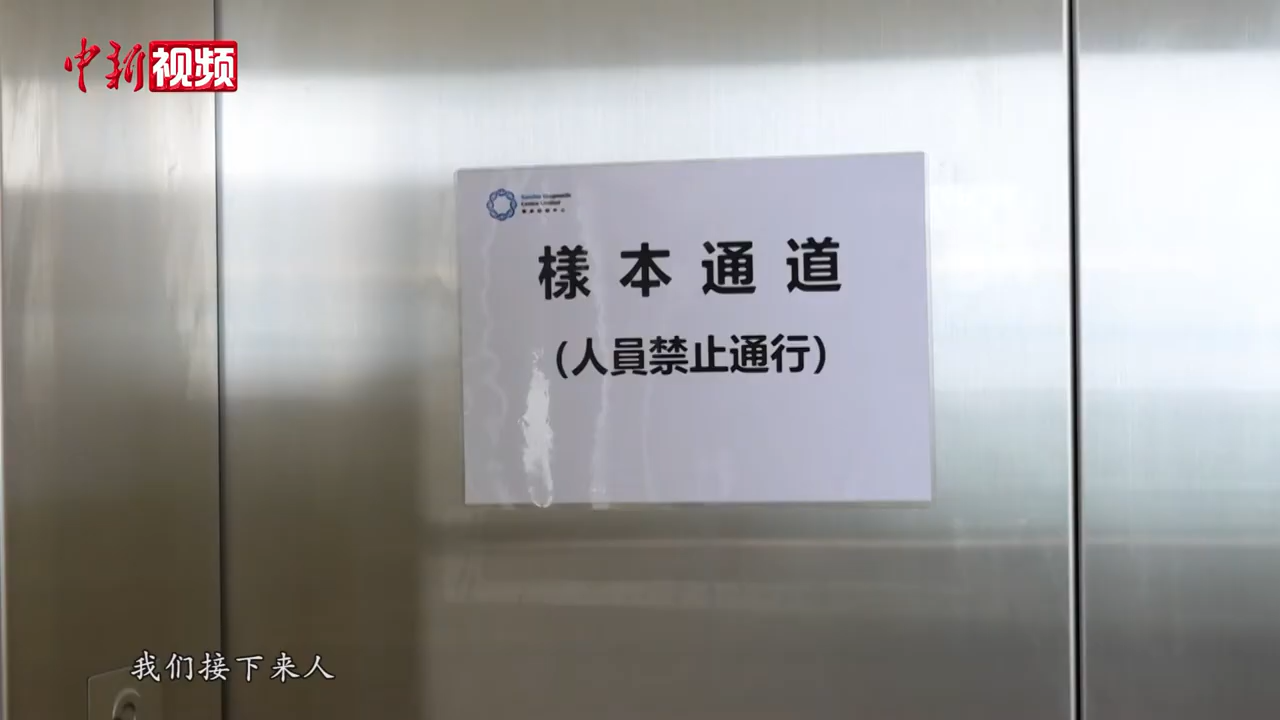 中新视频
樣本通道
(人員禁止通行)
我们接下来人